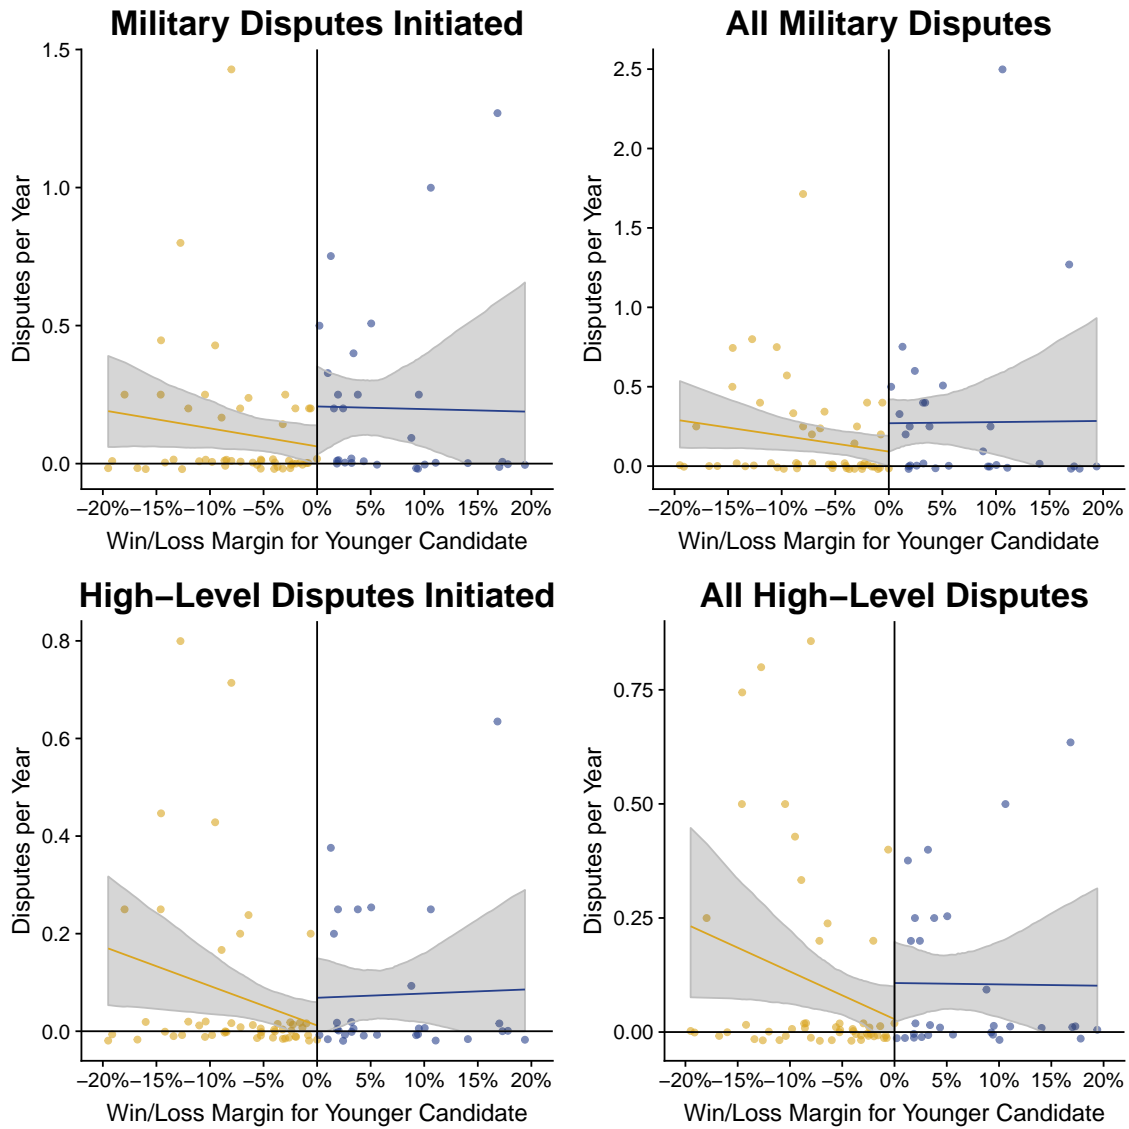 Military Disputes Initiated
1.5
1.0
0.5
0.0
Disputes per Year
−20%−15%−10% −5% 0% 5% 10% 15% 20%
Win/Loss Margin for Younger Candidate
All Military Disputes
2.5
2.0
1.5
1.0
0.5
0.0
Disputes per Year
−20%−15%−10% −5% 0% 5% 10% 15% 20%
Win/Loss Margin for Younger Candidate
High−Level Disputes Initiated
0.8
0.6
0.4
0.2
0.0
Disputes per Year
−20%−15%−10% −5% 0% 5% 10% 15% 20%
Win/Loss Margin for Younger Candidate
All High−Level Disputes
0.75
0.50
0.25
0.00
Disputes per Year
−20%−15%−10% −5% 0% 5% 10% 15% 20%
Win/Loss Margin for Younger Candidate